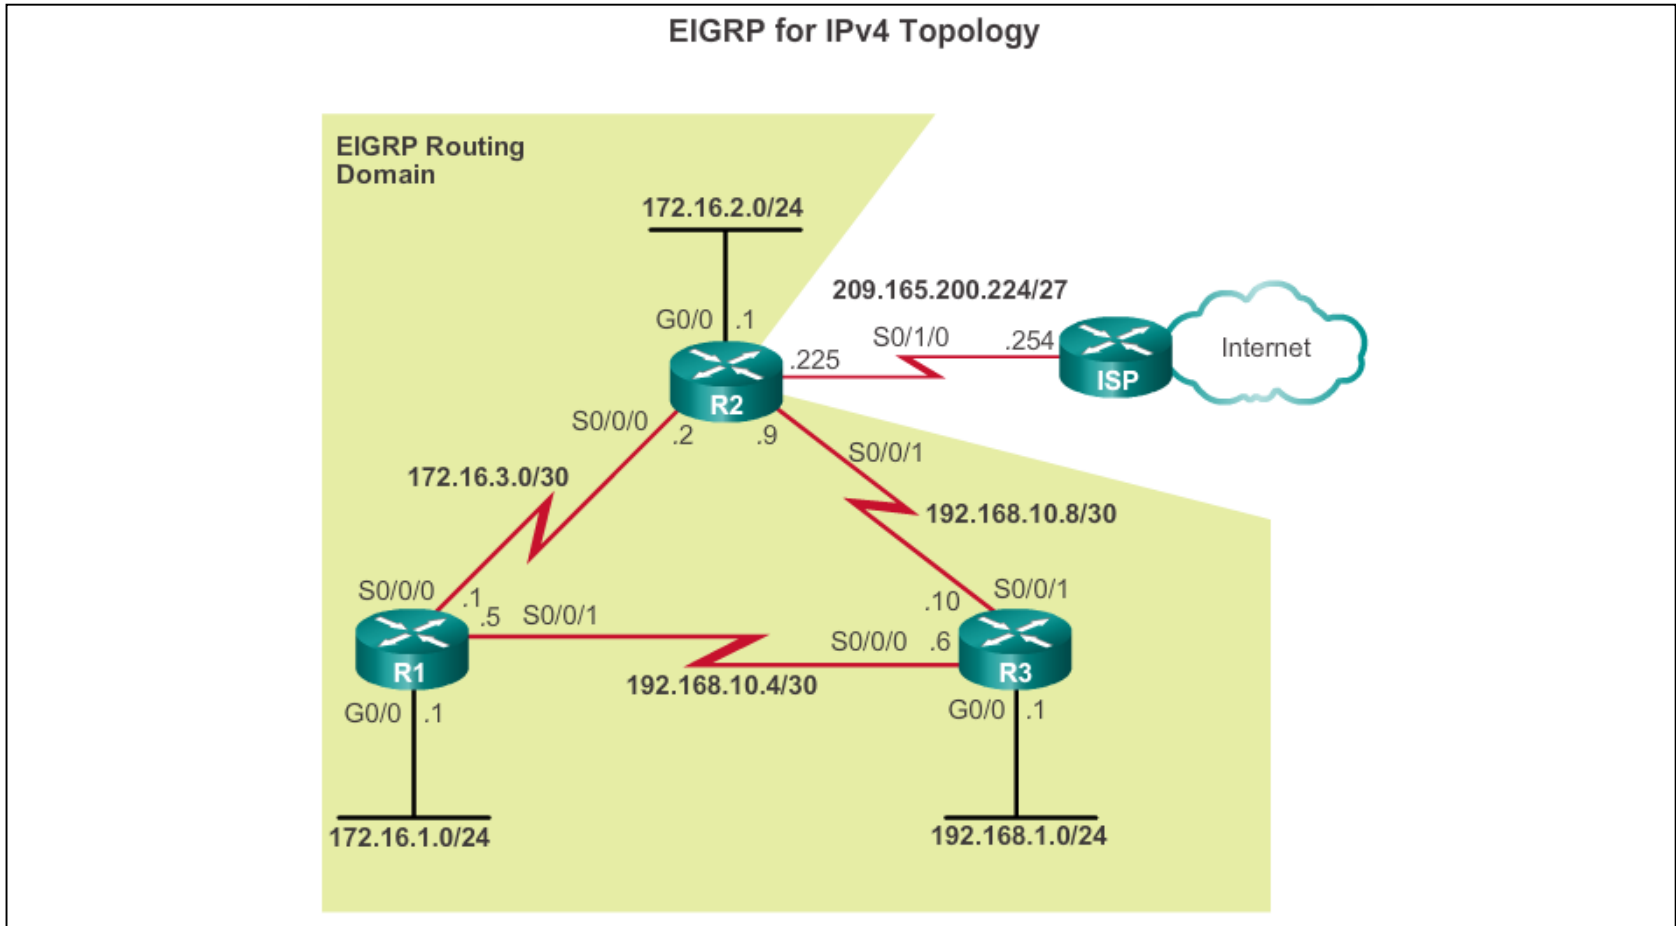 EIGRP for IPv4 Topology
EIGRP Routing
Domain
172.16.2.0/24
209.165.200.224/27
G0/0 .1
S0/1/0
.254
Internet
.225
ISP
R2
S0/0/0
.2
.9
S0/0/1
172.16.3.0/30
192.168.10.8/30
S0/0/0
.1
.5
S0/0/1
.10
S0/0/1
S0/0/0
.6
R1
R3
192.168.10.4/30
G0/0 .1
G0/0 .1
172.16.1.0/24
192.168.1.0/24